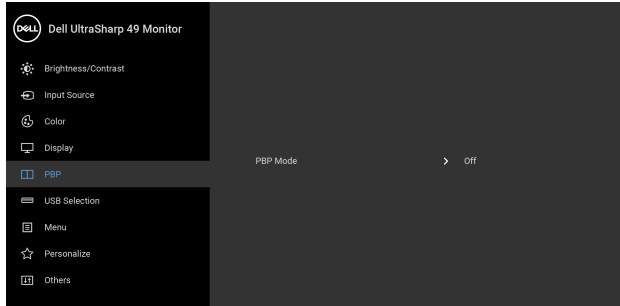 DELL Dell UltraSharp 49 Monitor
Brightness/Contrast
Input Source
Color
Display
PBP
PBP Mode Off
USB Selection
Menu
Personalize
Others